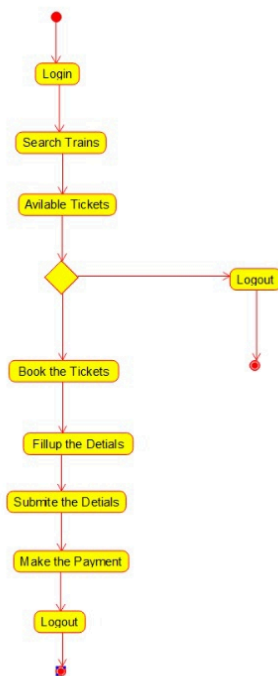 Login
Search Trains
Avilable Tickets
Logout
Book the Tickets
Fillup the Detials
Submite the Detials
Make the Payment
Logout